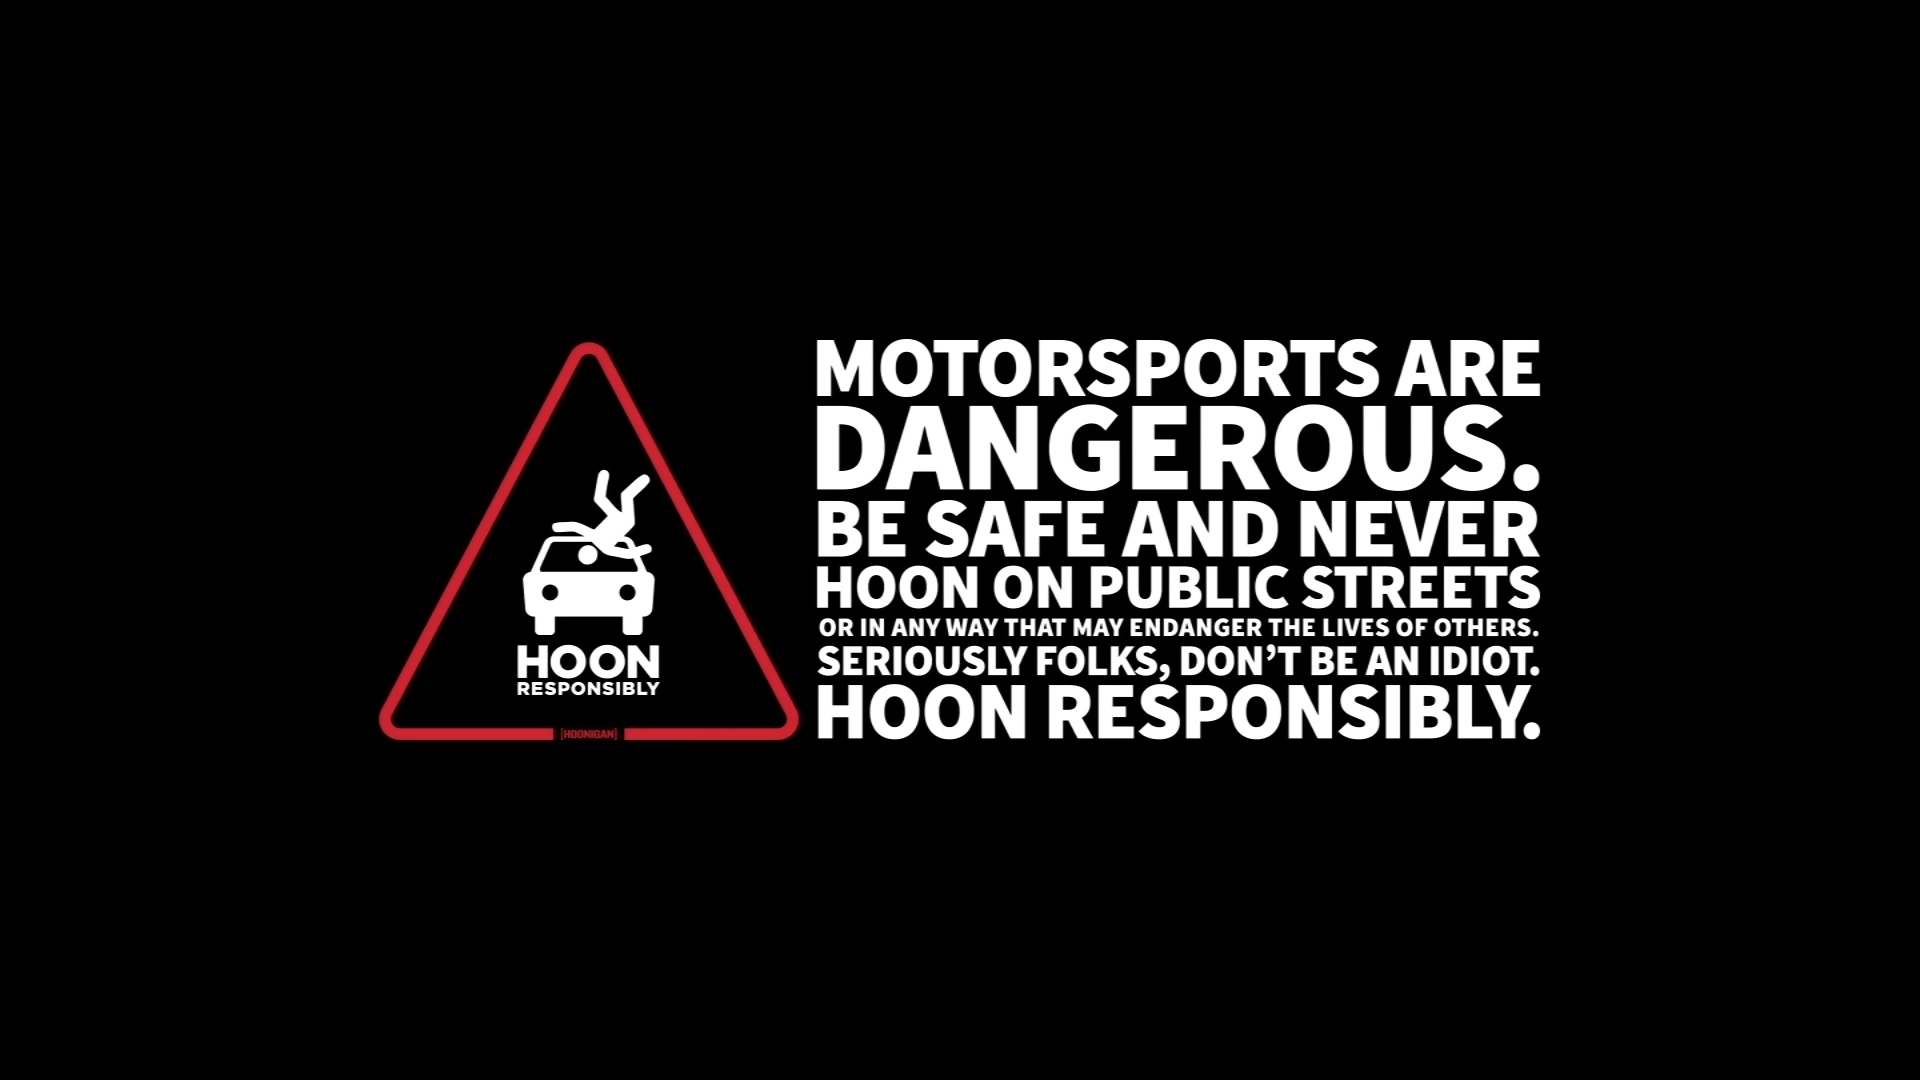 HOON
RESPONSIBLY
[HOONIGAN]
MOTORSPORTS ARE
DANGEROUS.
BE SAFE AND NEVER
HOON ON PUBLIC STREETS
OR IN ANY WAY THAT MAY ENDANGER THE LIVES OF OTHERS.
SERIOUSLY FOLKS, DON'T BE AN IDIOT.
HOON RESPONSIBLY.